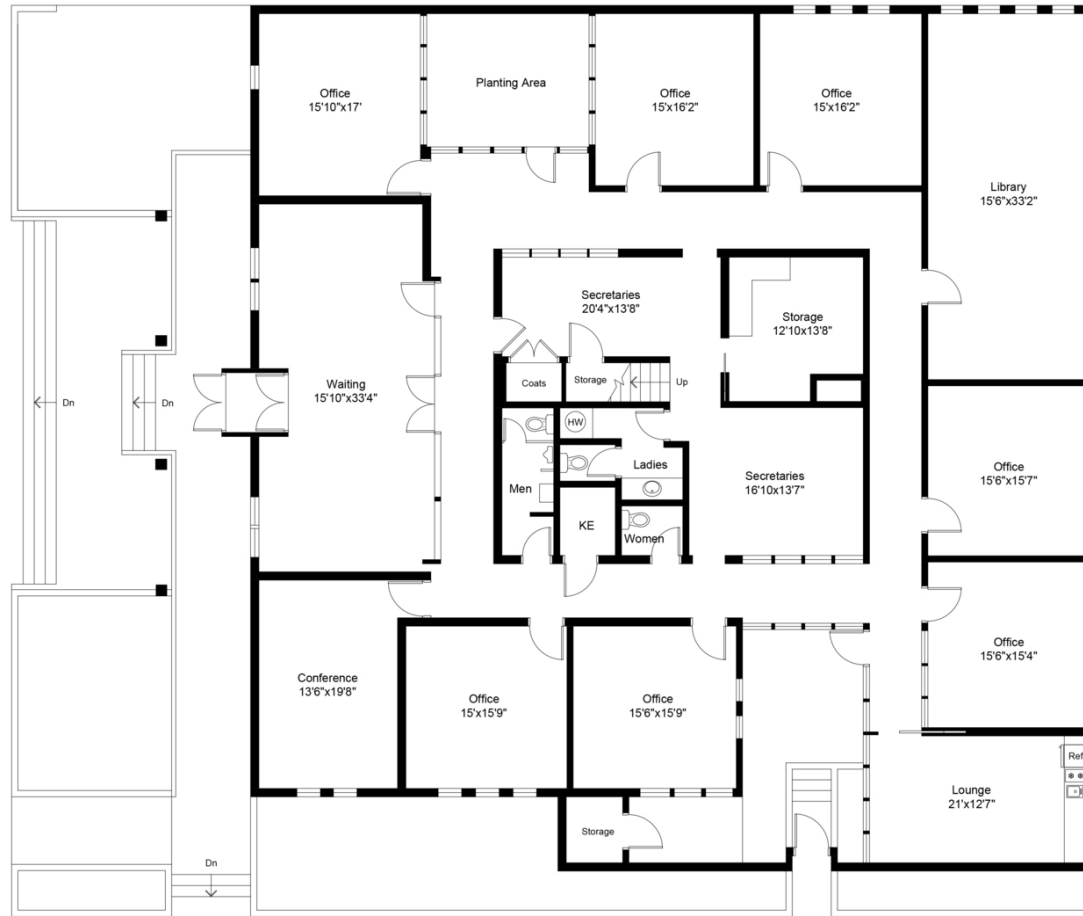 Office
15'10"x17'
Planting Area
Office
15'x16'2"
Office
15'x16'2"
Library
15'6"x33'2"
Secretaries
20'4"x13'8"
Storage
12'10x13'8"
Waiting
15'10"x33'4"
Coats
Storage
Up
Dn
Dn
HW
Ladies
Men
KE
Women
Secretaries
16'10x13'7"
Office
15'6"x15'7"
Office
15'6"x15'4"
Conference
13'6"x19'8"
Office
15'x15'9"
Office
15'6"x15'9"
Ref
Lounge
21'x12'7"
Storage
Dn